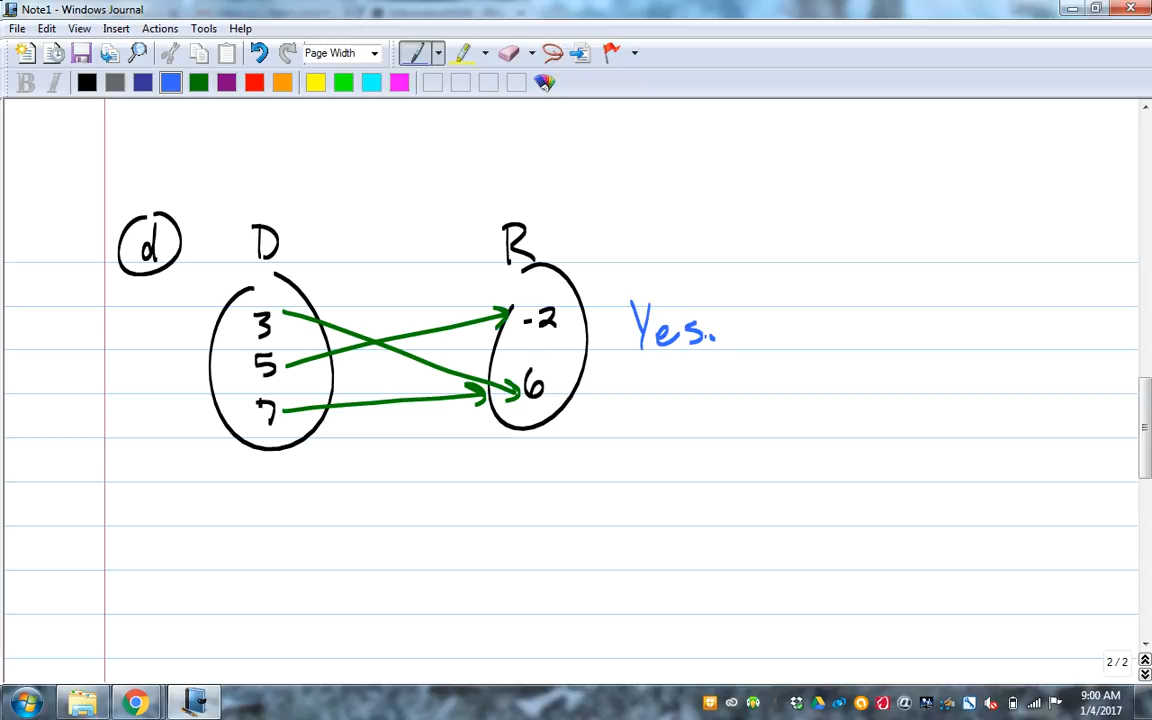 Note1 - Windows Journal
File Edit View Insert Actions Tools Help
Page Width
B I
d D R
3 -2 Yes.
5
6
7
2 / 2
9:00 AM
1/4/2017